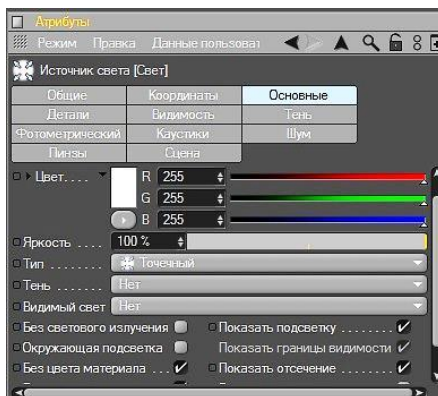 Атрибуты
Режим Правка Данные пользоват
Источник света [Свет]
Общие Координаты Основные
Детали Видимость Тень
Фотометрический Каустики Шум
Линзы Сцена
Цвет.... R 255
G 255
B 255
Яркость .... 100 %
Тип ........ Точечный
Тень ....... Нет
Видимый свет Нет
Без светового излучения Показать подсветку ........
Окружающая подсветка Показать границы видимости
Без цвета материала ... Показать отсечение ........